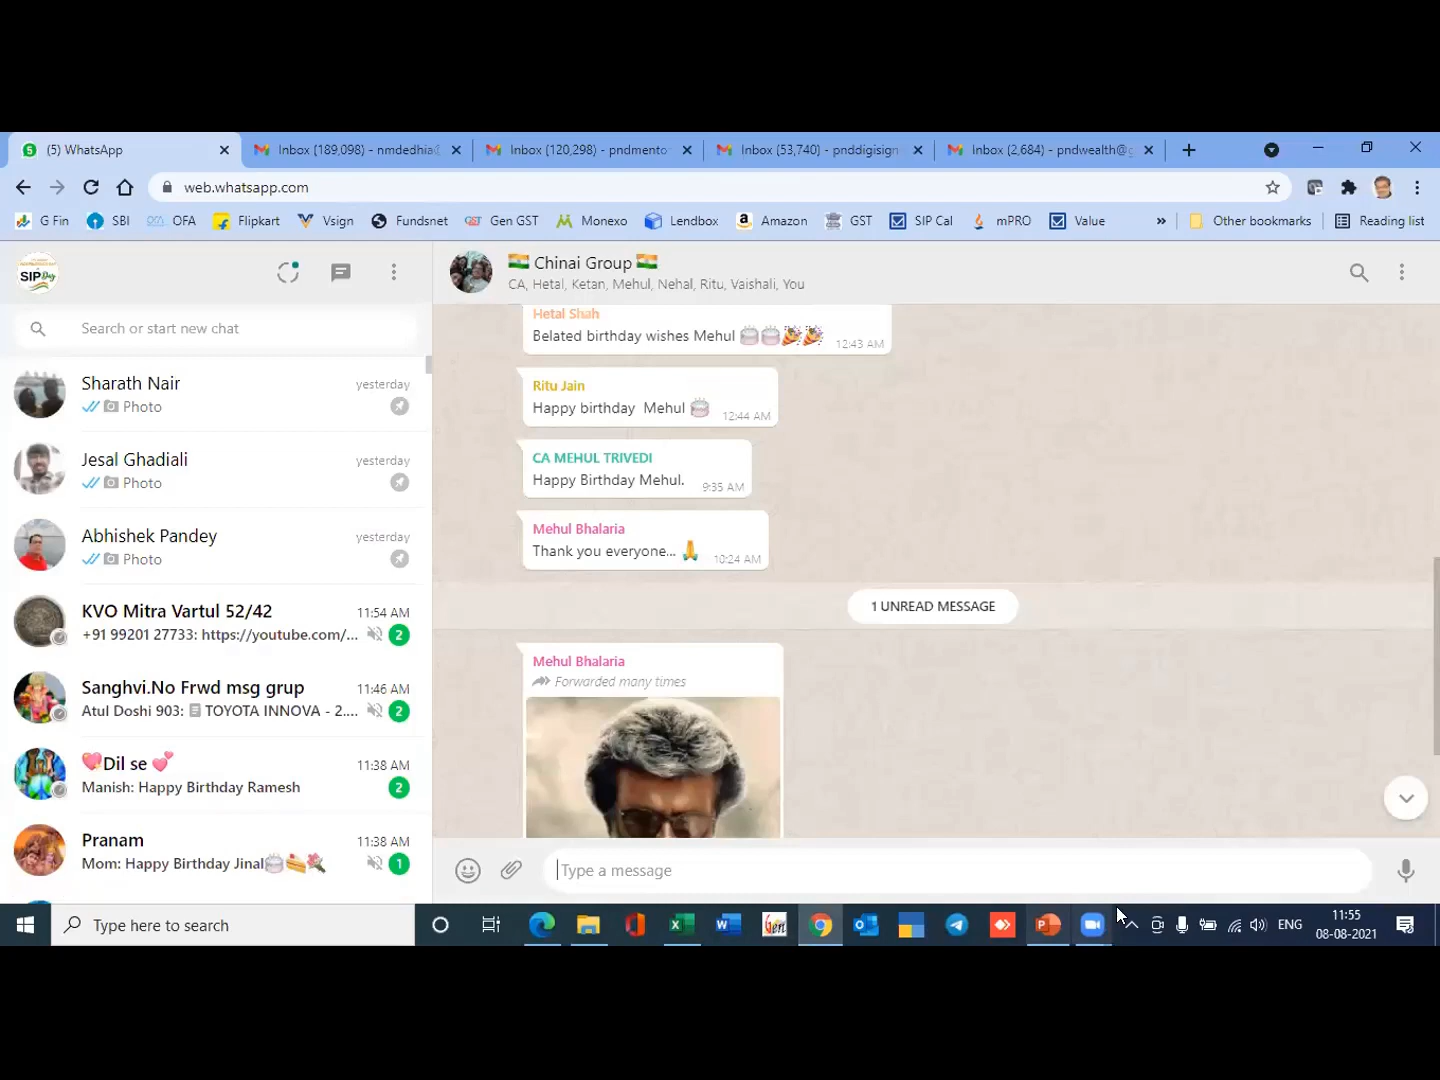 (5) WhatsApp
Inbox (189,098) - nmdedhia@
Inbox (120,298) - pndmento
Inbox (53,740) - pnddigisign
Inbox (2,684) - pndwealth@g
web.whatsapp.com
G Fin
SBI
OFA
Flipkart
Vsign
Fundsnet
Gen GST
Monexo
Lendbox
Amazon
GST
SIP Cal
mPRO
Value
»
Other bookmarks
Reading list
SIP Day
🇮🇳 Chinai Group 🇮🇳
CA, Hetal, Ketan, Mehul, Nehal, Ritu, Vaishali, You
Search or start new chat
Sharath Nair yesterday
Photo
Jesal Ghadiali yesterday
Photo
Abhishek Pandey yesterday
Photo
KVO Mitra Vartul 52/42 11:54 AM
+91 99201 27733: https://youtube.com/... 2
Sanghvi.No Frwd msg grup 11:46 AM
Atul Doshi 903: TOYOTA INNOVA - 2.... 2
💖Dil se 💕 11:38 AM
Manish: Happy Birthday Ramesh 2
Pranam 11:38 AM
Mom: Happy Birthday Jinal🎂🍰🌹 1
Hetal Shah
Belated birthday wishes Mehul 🎂🎂🎉🎉 12:43 AM
Ritu Jain
Happy birthday Mehul 🎂 12:44 AM
CA MEHUL TRIVEDI
Happy Birthday Mehul. 9:35 AM
Mehul Bhalaria
Thank you everyone... 🙏 10:24 AM
1 UNREAD MESSAGE
Mehul Bhalaria
Forwarded many times
Type a message
Type here to search
Gen
ENG
11:55
08-08-2021